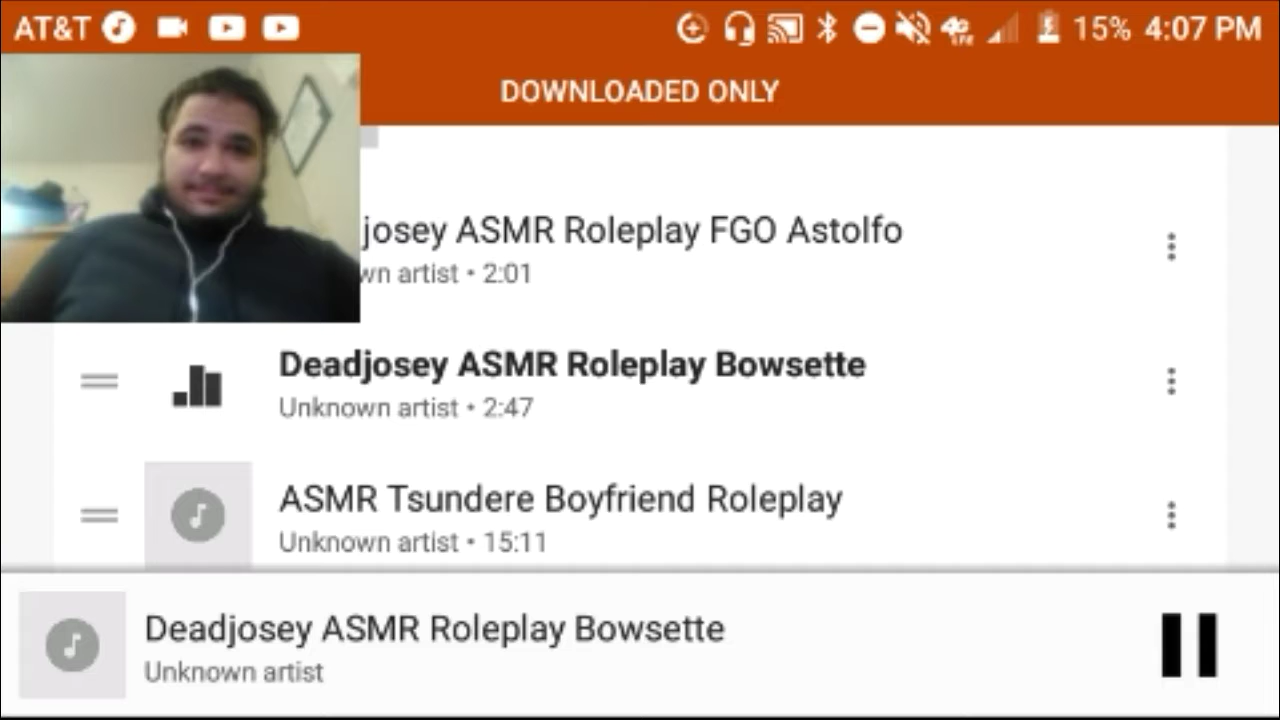 AT&T 4G LTE 15% 4:07 PM
DOWNLOADED ONLY
josey ASMR Roleplay FGO Astolfo
wn artist • 2:01
Deadjosey ASMR Roleplay Bowsette
Unknown artist • 2:47
ASMR Tsundere Boyfriend Roleplay
Unknown artist • 15:11
Deadjosey ASMR Roleplay Bowsette
Unknown artist